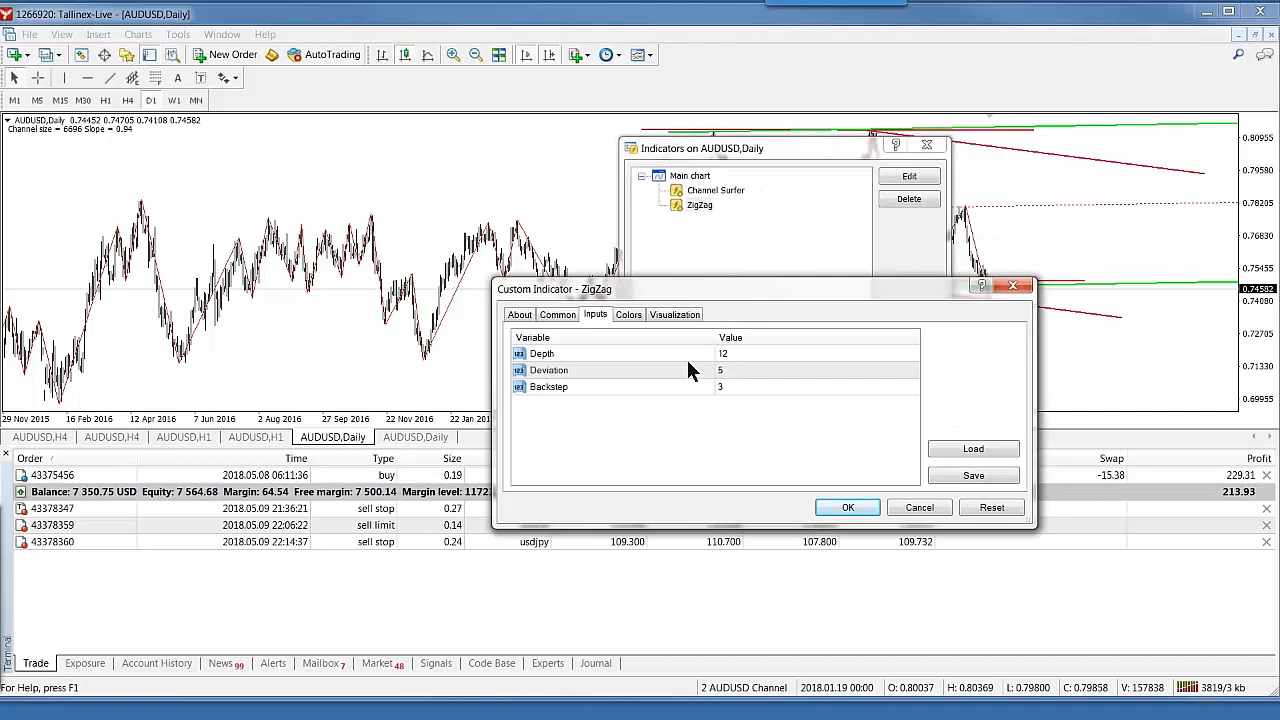 1266920: Tallinex-Live - [AUDUSD,Daily]
File View Insert Charts Tools Window Help
New Order AutoTrading
M1 M5 M15 M30 H1 H4 D1 W1 MN
AUDUSD,Daily 0.74452 0.74705 0.74108 0.74582
Channel size = 6696 Slope = 0.94
0.80955
0.79580
0.78205
0.76830
0.75455
0.74582
0.74080
0.72705
0.71330
0.69955
Indicators on AUDUSD,Daily
Main chart
Channel Surfer
ZigZag
Edit
Delete
Custom Indicator - ZigZag
About Common Inputs Colors Visualization
Variable Value
Depth 12
Deviation 5
Backstep 3
Load
Save
OK Cancel Reset
29 Nov 2015 16 Feb 2016 12 Apr 2016 7 Jun 2016 2 Aug 2016 27 Sep 2016 22 Nov 2016 22 Jan
AUDUSD,H4 AUDUSD,H4 AUDUSD,H1 AUDUSD,H1 AUDUSD,Daily AUDUSD,Daily
Order Time Type Size Swap Profit
43375456 2018.05.08 06:11:36 buy 0.19 -15.38 229.31
Balance: 7 350.75 USD Equity: 7 564.68 Margin: 64.54 Free margin: 7 500.14 Margin level: 1172 213.93
43378347 2018.05.09 21:36:21 sell stop 0.27
43378359 2018.05.09 22:06:22 sell limit 0.14
43378360 2018.05.09 22:14:37 sell stop 0.24 usdjpy 109.300 110.700 107.800 109.732
Terminal
Trade Exposure Account History News 99 Alerts Mailbox 7 Market 48 Signals Code Base Experts Journal
For Help, press F1 2 AUDUSD Channel 2018.01.19 00:00 O: 0.80037 H: 0.80369 L: 0.79800 C: 0.79858 V: 157838 3819/3 kb